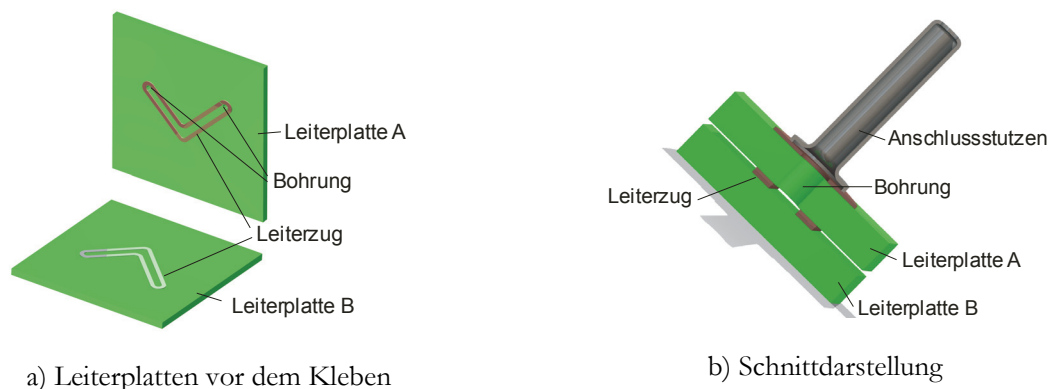 Leiterplatte A
Bohrung
Leiterzug
Leiterplatte B
a) Leiterplatten vor dem Kleben
Anschlussstutzen
Leiterzug
Bohrung
Leiterplatte A
Leiterplatte B
b) Schnittdarstellung